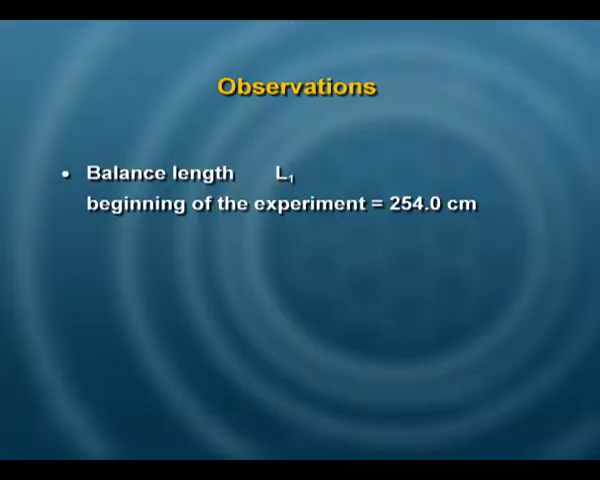 Observations
• Balance length L₁
beginning of the experiment = 254.0 cm